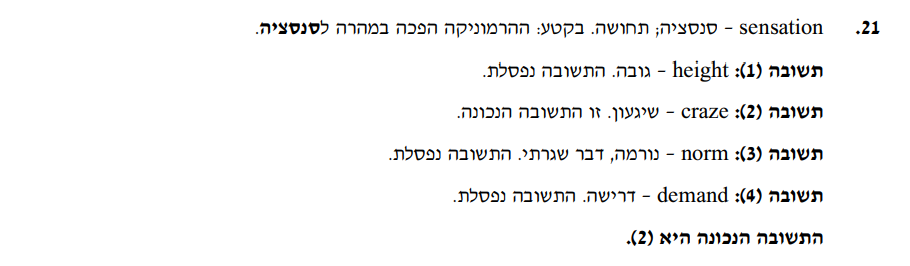 21. sensation – סנסציה; תחושה. בקטע: ההרמוניקה הפכה במהרה לסנסציה.
תשובה (1): height – גובה. התשובה נפסלת.
תשובה (2): craze – שיגעון. זו התשובה הנכונה.
תשובה (3): norm – נורמה, דבר שגרתי. התשובה נפסלת.
תשובה (4): demand – דרישה. התשובה נפסלת.
התשובה הנכונה היא (2).